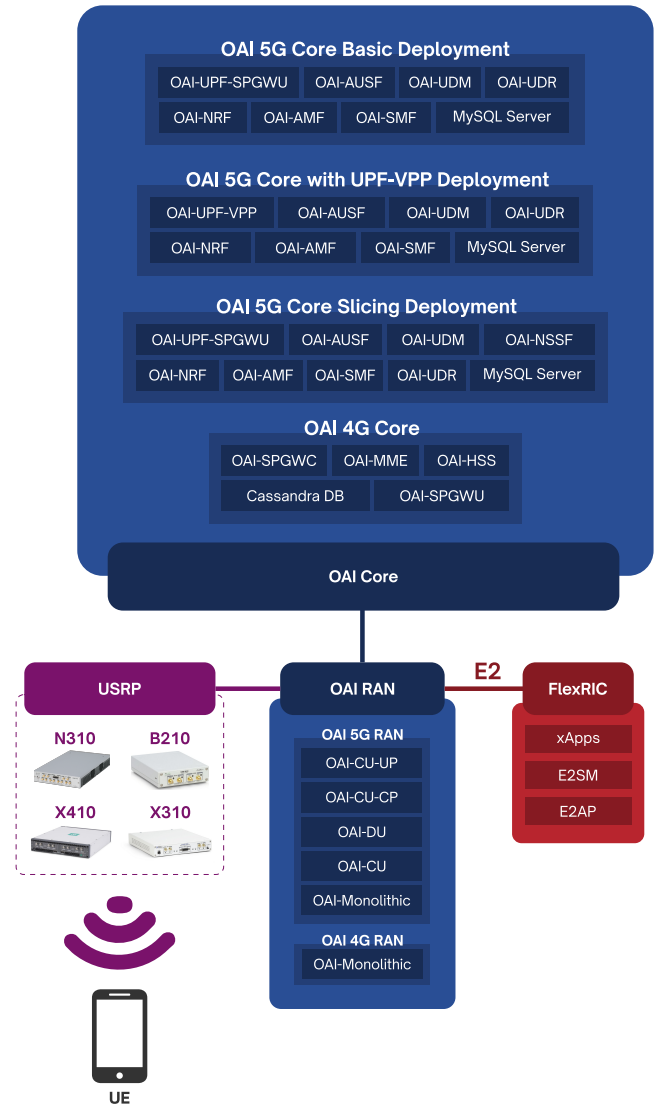 OAI 5G Core Basic Deployment
OAI-UPF-SPGWU OAI-AUSF OAI-UDM OAI-UDR
OAI-NRF OAI-AMF OAI-SMF MySQL Server
OAI 5G Core with UPF-VPP Deployment
OAI-UPF-VPP OAI-AUSF OAI-UDM OAI-UDR
OAI-NRF OAI-AMF OAI-SMF MySQL Server
OAI 5G Core Slicing Deployment
OAI-UPF-SPGWU OAI-AUSF OAI-UDM OAI-NSSF
OAI-NRF OAI-AMF OAI-SMF OAI-UDR MySQL Server
OAI 4G Core
OAI-SPGWC OAI-MME OAI-HSS
Cassandra DB OAI-SPGWU
OAI Core
USRP
N310 B210
X410 X310
UE
OAI RAN
OAI 5G RAN
OAI-CU-UP
OAI-CU-CP
OAI-DU
OAI-CU
OAI-Monolithic
OAI 4G RAN
OAI-Monolithic
E2
FlexRIC
xApps
E2SM
E2AP